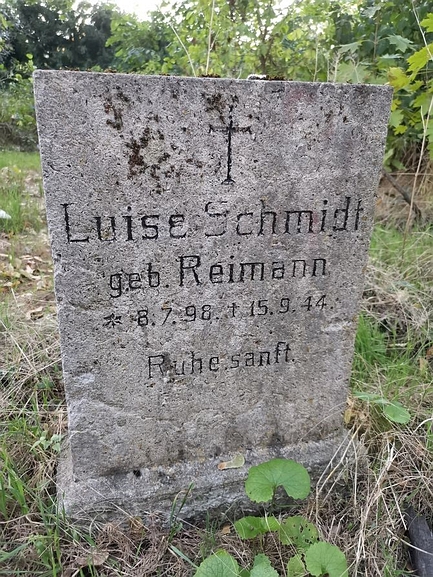 Luise Schmidt
geb. Reimann
* 8.7.98. † 15.9.44.
Ruhe sanft.